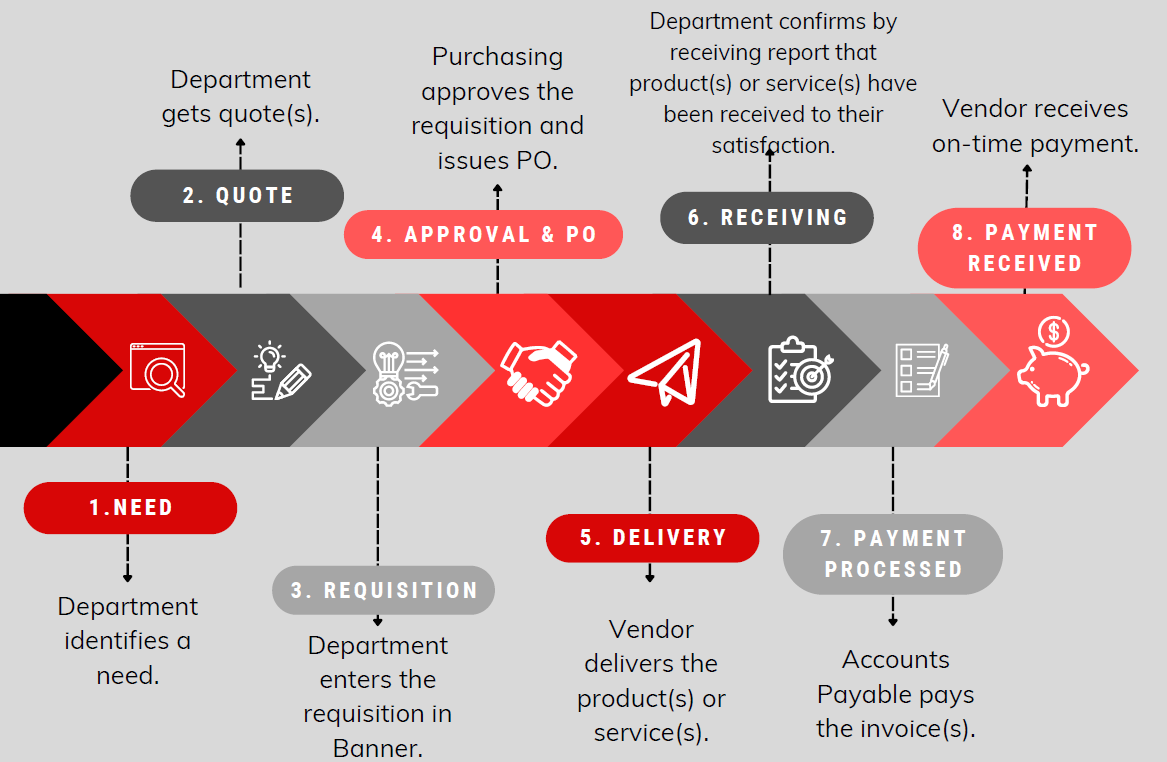 1.NEED
Department
identifies a
need.
Department
gets quote(s).
2. QUOTE
3. REQUISITION
Department
enters the
requisition in
Banner.
Purchasing
approves the
requisition and
issues PO.
4. APPROVAL & PO
5. DELIVERY
Vendor
delivers the
product(s) or
service(s).
Department confirms by
receiving report that
product(s) or service(s) have
been received to their
satisfaction.
6. RECEIVING
7. PAYMENT
PROCESSED
Accounts
Payable pays
the invoice(s).
Vendor receives
on-time payment.
8. PAYMENT
RECEIVED
$